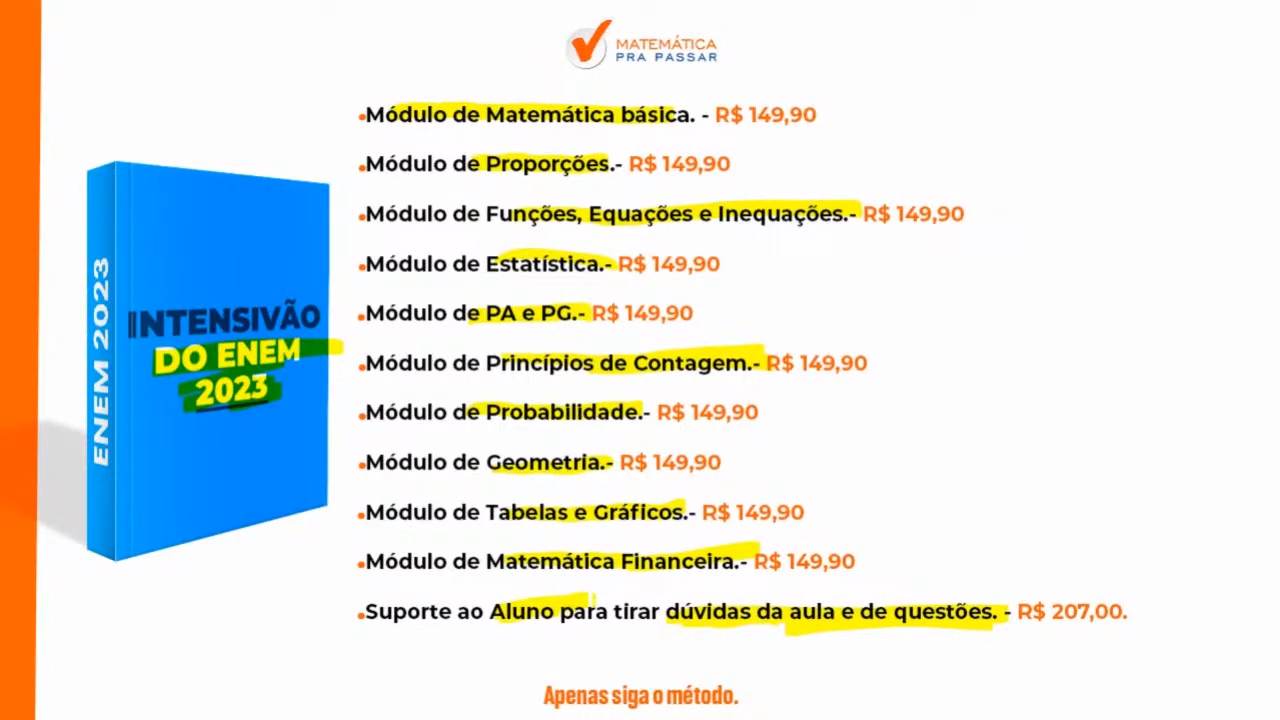 MATEMÁTICA
PRA PASSAR
•Módulo de Matemática básica. - R$ 149,90
•Módulo de Proporções.- R$ 149,90
•Módulo de Funções, Equações e Inequações.- R$ 149,90
•Módulo de Estatística.- R$ 149,90
•Módulo de PA e PG.- R$ 149,90
•Módulo de Princípios de Contagem.- R$ 149,90
•Módulo de Probabilidade.- R$ 149,90
•Módulo de Geometria.- R$ 149,90
•Módulo de Tabelas e Gráficos.- R$ 149,90
•Módulo de Matemática Financeira.- R$ 149,90
•Suporte ao Aluno para tirar dúvidas da aula e de questões. - R$ 207,00.
ENEM 2023
INTENSIVÃO
DO ENEM
2023
Apenas siga o método.